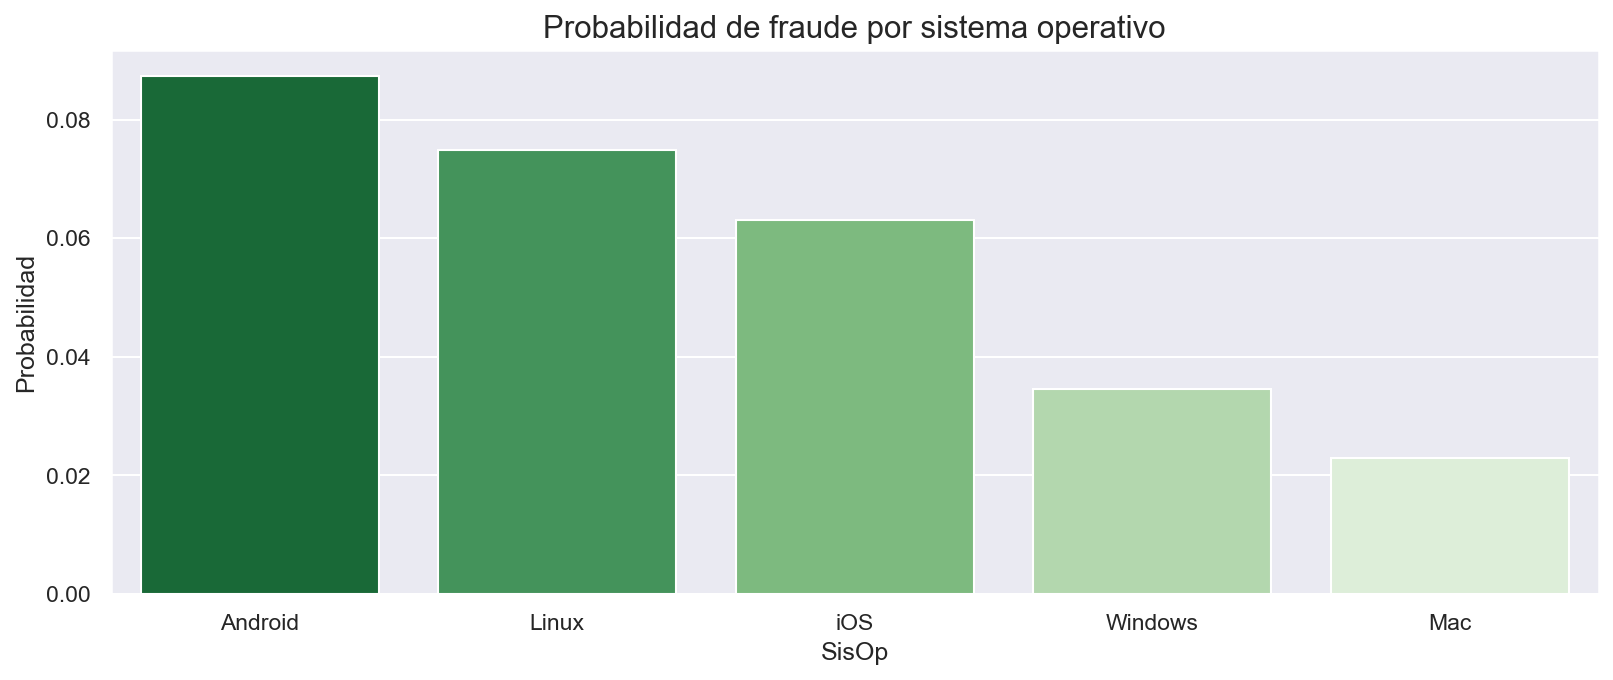 Probabilidad de fraude por sistema operativo
Probabilidad
0.08
0.06
0.04
0.02
0.00
Android Linux iOS Windows Mac
SisOp